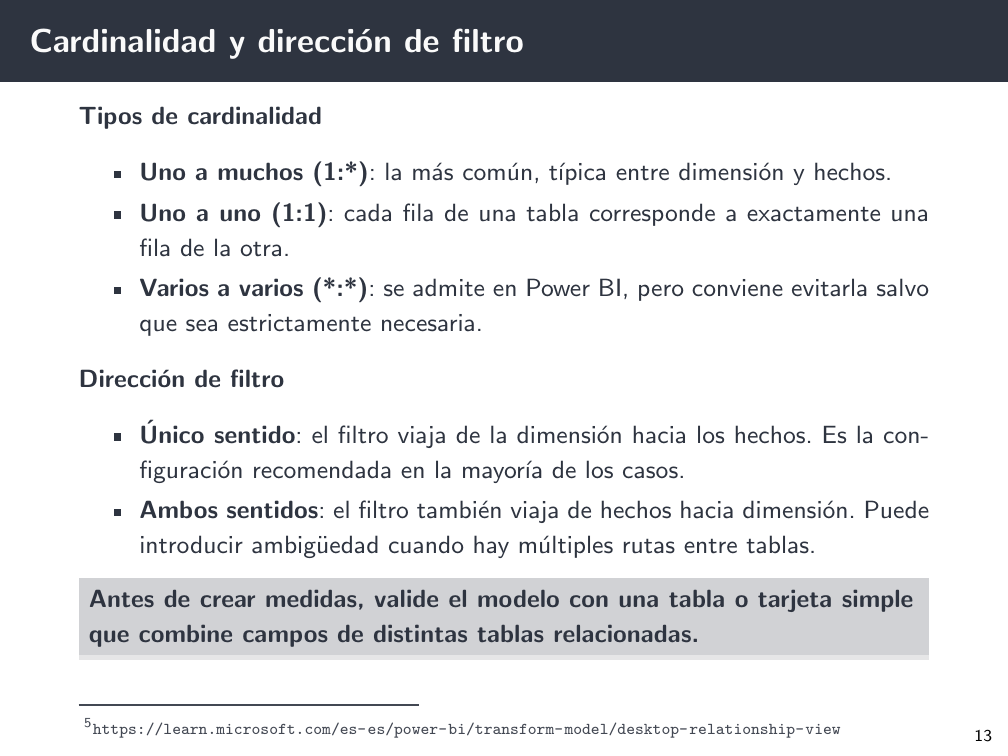 Cardinalidad y dirección de filtro
Tipos de cardinalidad
▪ Uno a muchos (1:*): la más común, típica entre dimensión y hechos.
▪ Uno a uno (1:1): cada fila de una tabla corresponde a exactamente una
fila de la otra.
▪ Varios a varios (*:*): se admite en Power BI, pero conviene evitarla salvo
que sea estrictamente necesaria.
Dirección de filtro
▪ Único sentido: el filtro viaja de la dimensión hacia los hechos. Es la con-
figuración recomendada en la mayoría de los casos.
▪ Ambos sentidos: el filtro también viaja de hechos hacia dimensión. Puede
introducir ambigüedad cuando hay múltiples rutas entre tablas.
Antes de crear medidas, valide el modelo con una tabla o tarjeta simple
que combine campos de distintas tablas relacionadas.
5https://learn.microsoft.com/es-es/power-bi/transform-model/desktop-relationship-view
13